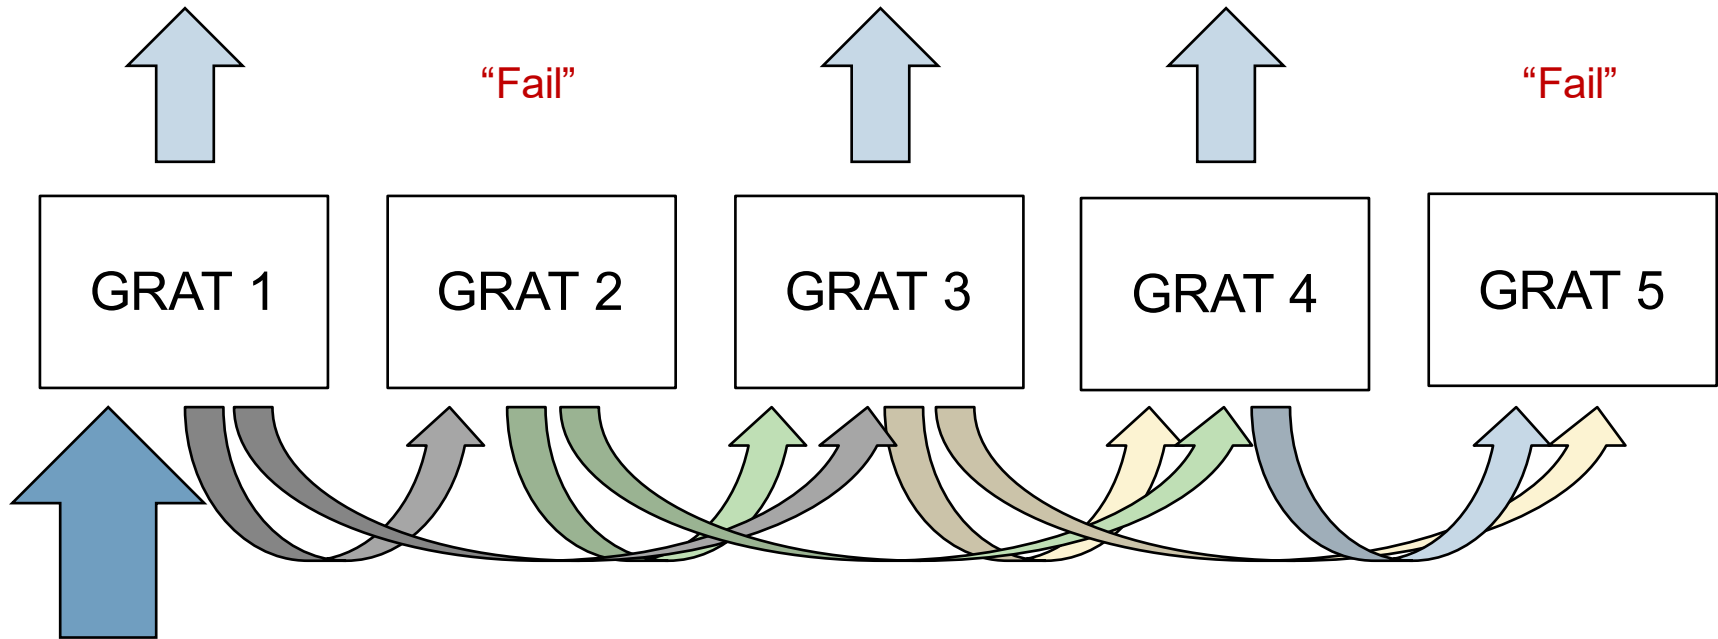 “Fail”
“Fail”
GRAT 1
GRAT 2
GRAT 3
GRAT 4
GRAT 5